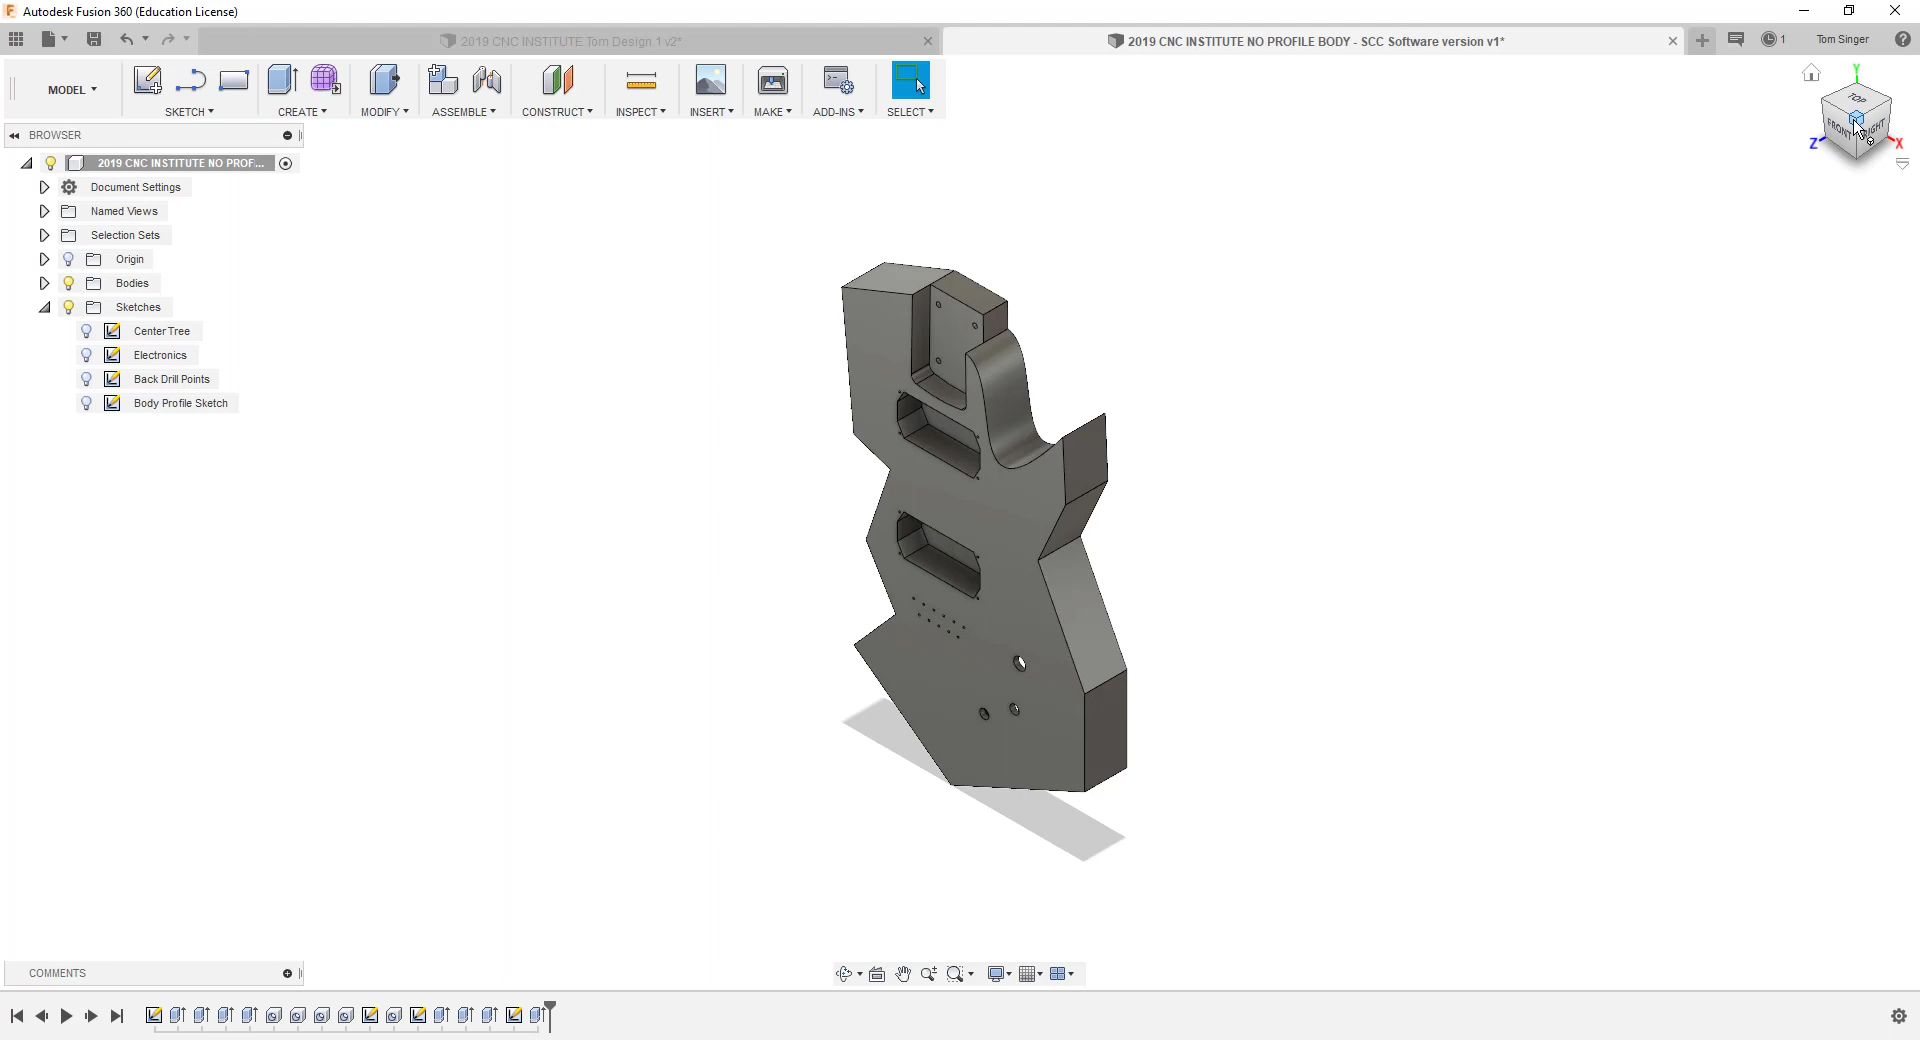 Autodesk Fusion 360 (Education License)
2019 CNC INSTITUTE Tom Design 1 v2*
2019 CNC INSTITUTE NO PROFILE BODY - SCC Software version v1*
1
Tom Singer
MODEL
SKETCH
CREATE
MODIFY
ASSEMBLE
CONSTRUCT
INSPECT
INSERT
MAKE
ADD-INS
SELECT
BROWSER
2019 CNC INSTITUTE NO PROF...
Document Settings
Named Views
Selection Sets
Origin
Bodies
Sketches
Center Tree
Electronics
Back Drill Points
Body Profile Sketch
Y
TOP
FRONT
Z
X
COMMENTS